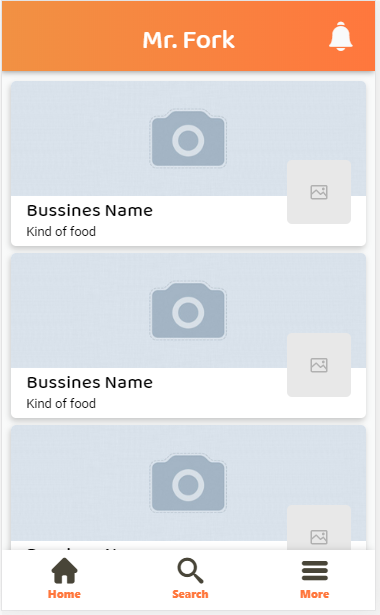 Mr. Fork
Bussines Name
Kind of food
Bussines Name
Kind of food
Home
Search
More